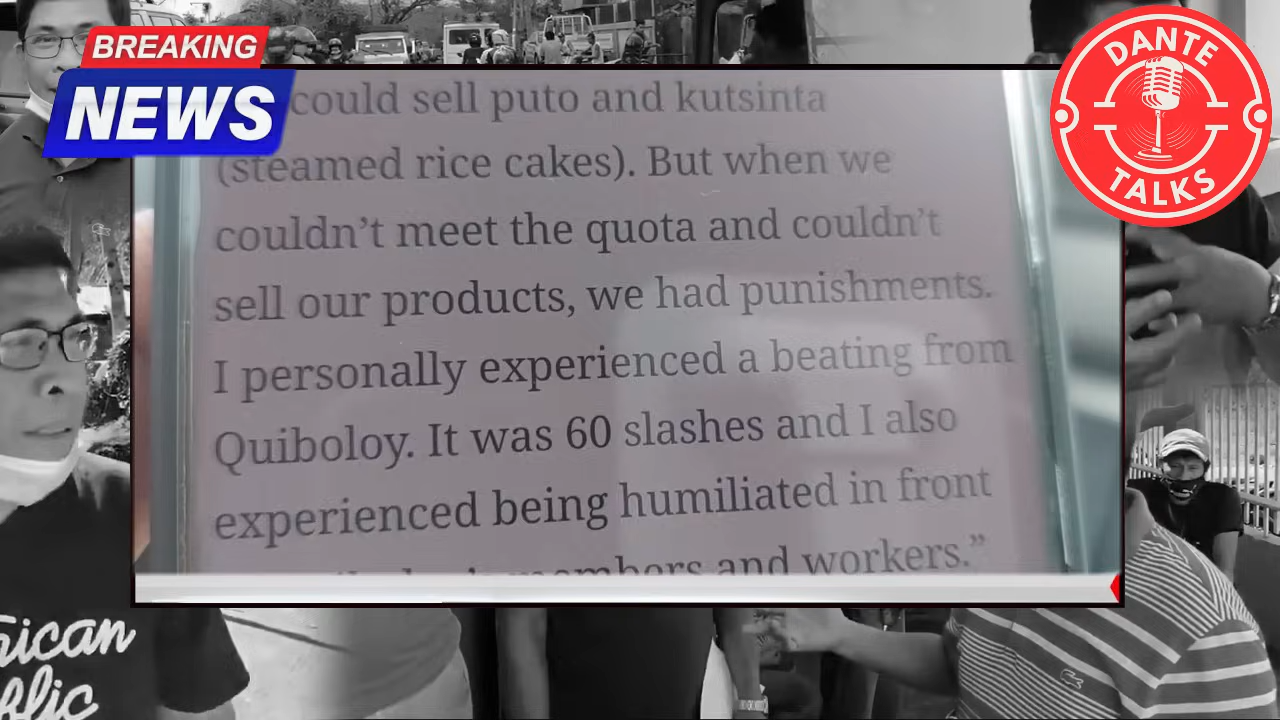 BREAKING
NEWS
DANTE
TALKS
could sell puto and kutsinta
(steamed rice cakes). But when we
couldn't meet the quota and couldn't
sell our products, we had punishments.
I personally experienced a beating from
Quiboloy. It was 60 slashes and I also
experienced being humiliated in front
members and workers.”